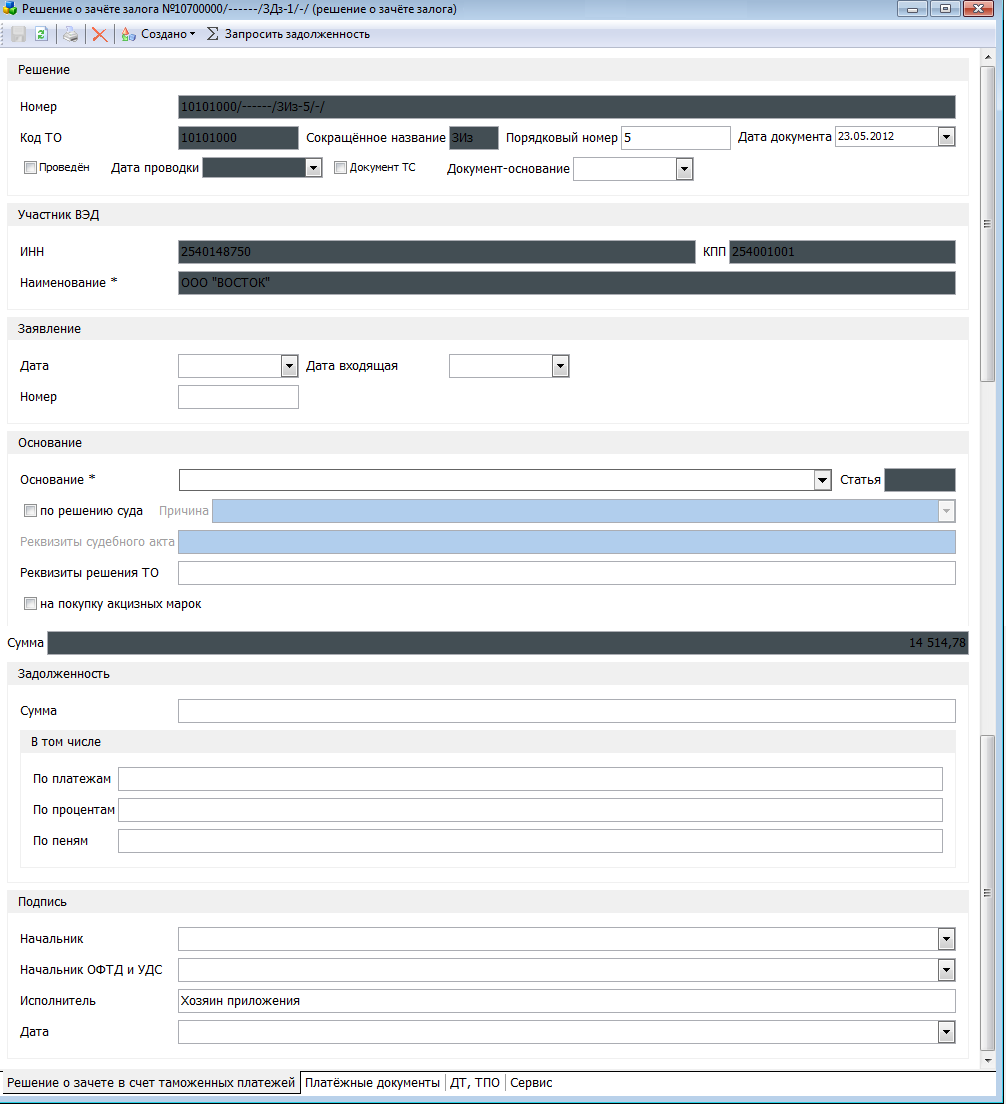 Решение о зачёте залога №10700000/------/ЗДз-1/-/ (решение о зачёте залога)
Создано Запросить задолженность
Решение
Номер 10101000/------/ЗИз-5/-/
Код ТО 10101000 Сокращённое название ЗИз Порядковый номер 5 Дата документа 23.05.2012
Проведён Дата проводки Документ ТС Документ-основание
Участник ВЭД
ИНН 2540148750 КПП 254001001
Наименование * ООО "ВОСТОК"
Заявление
Дата Дата входящая
Номер
Основание
Основание * Статья
по решению суда Причина
Реквизиты судебного акта
Реквизиты решения ТО
на покупку акцизных марок
Сумма 14 514,78
Задолженность
Сумма
В том числе
По платежам
По процентам
По пеням
Подпись
Начальник
Начальник ОФТД и УДС
Исполнитель Хозяин приложения
Дата
Решение о зачете в счет таможенных платежей Платёжные документы ДТ, ТПО Сервис